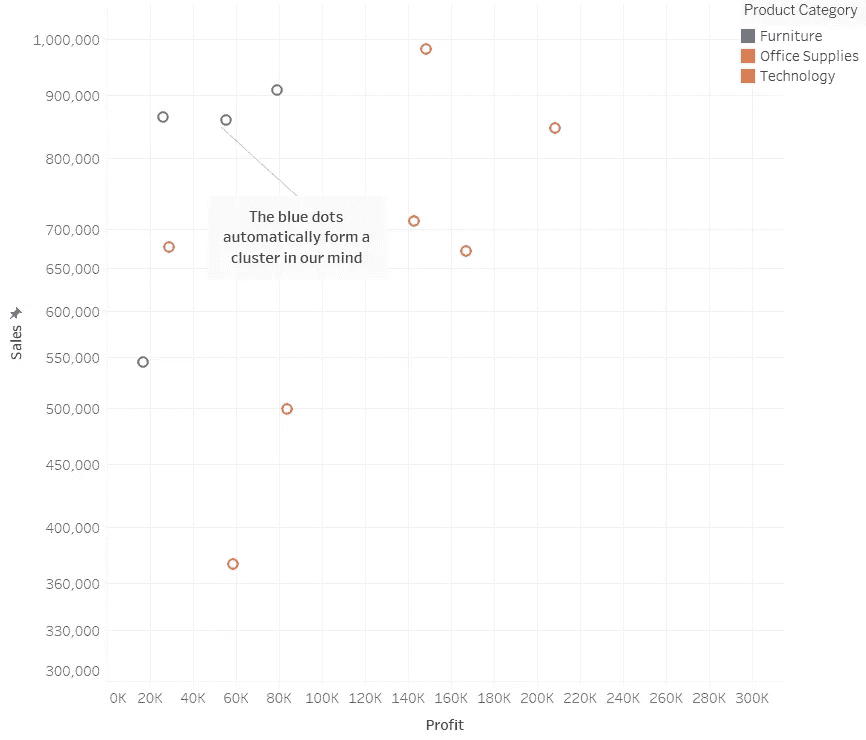 Product Category
Furniture
Office Supplies
Technology
1,000,000
900,000
800,000
700,000
650,000
600,000
550,000
500,000
450,000
400,000
360,000
330,000
300,000
Sales
The blue dots
automatically form a
cluster in our mind
0K 20K 40K 60K 80K 100K 120K 140K 160K 180K 200K 220K 240K 260K 280K 300K
Profit